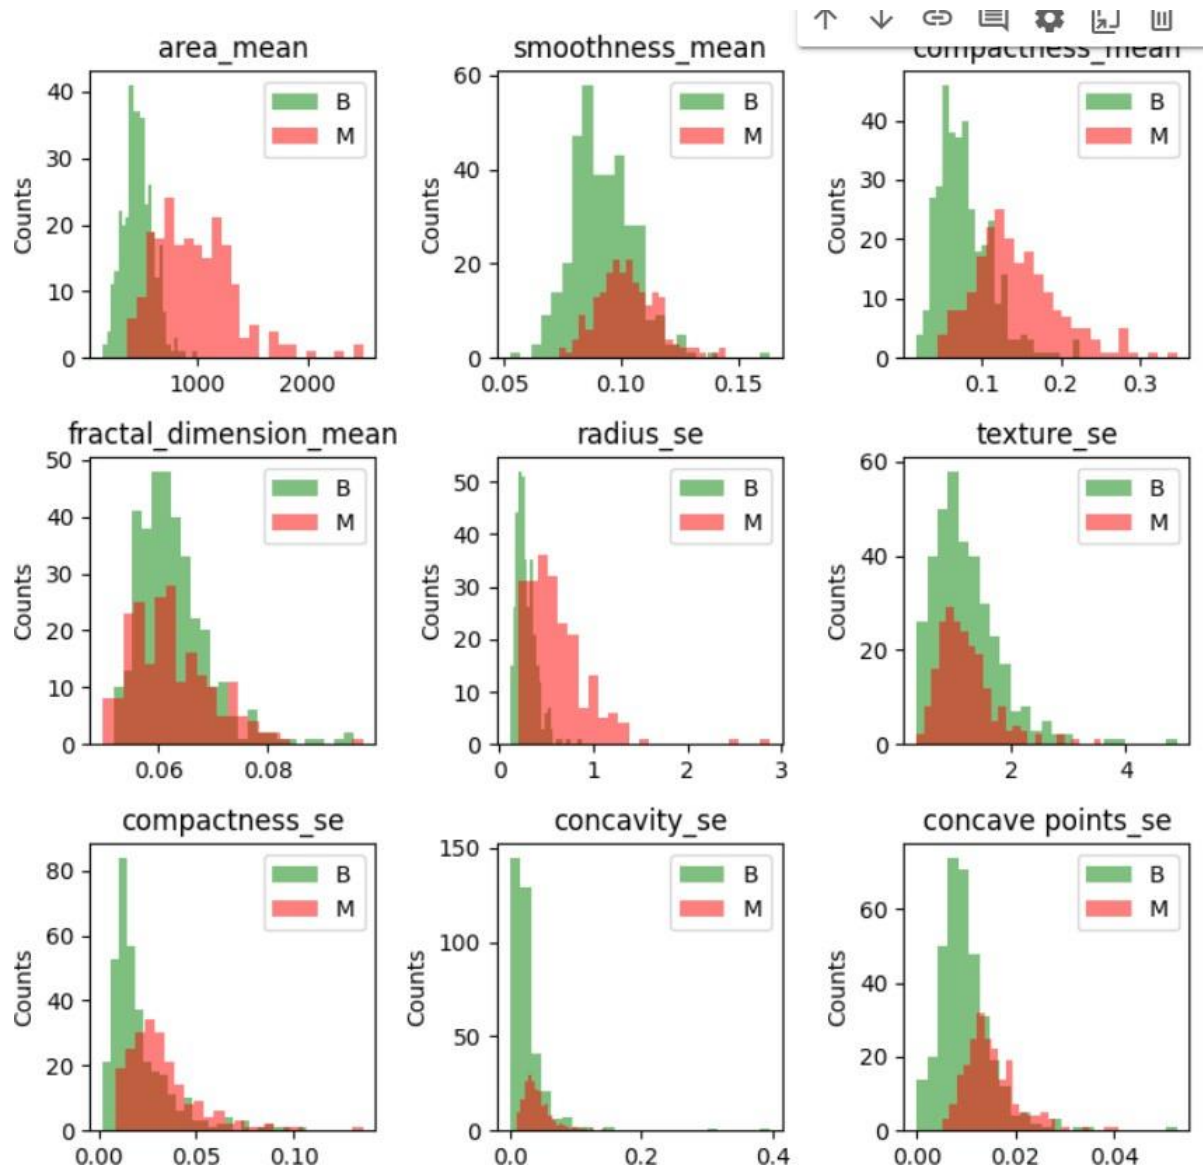 area_mean
smoothness_mean
compactness_mean
40
30
20
10
0
Counts
B
M
1000
2000
60
40
20
0
Counts
B
M
0.05
0.10
0.15
40
30
20
10
0
Counts
B
M
0.1
0.2
0.3
fractal_dimension_mean
radius_se
texture_se
50
40
30
20
10
0
Counts
B
M
0.06
0.08
50
40
30
20
10
0
Counts
B
M
0
1
2
3
60
40
20
0
Counts
B
M
2
4
compactness_se
concavity_se
concave points_se
80
60
40
20
0
Counts
B
M
0.00
0.05
0.10
150
100
50
0
Counts
B
M
0.0
0.2
0.4
60
40
20
0
Counts
B
M
0.00
0.02
0.04